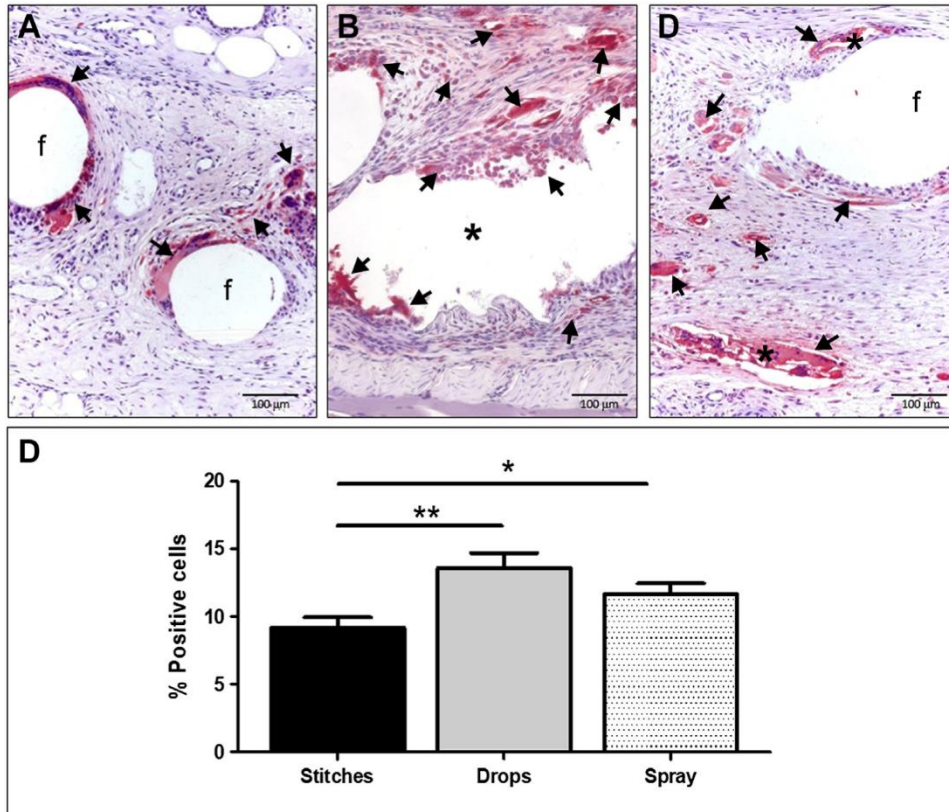 A
f
f
100 µm
B
*
100 µm
D
*
f
*
100 µm
D
% Positive cells
20
15
10
5
0
*
**
Stitches
Drops
Spray